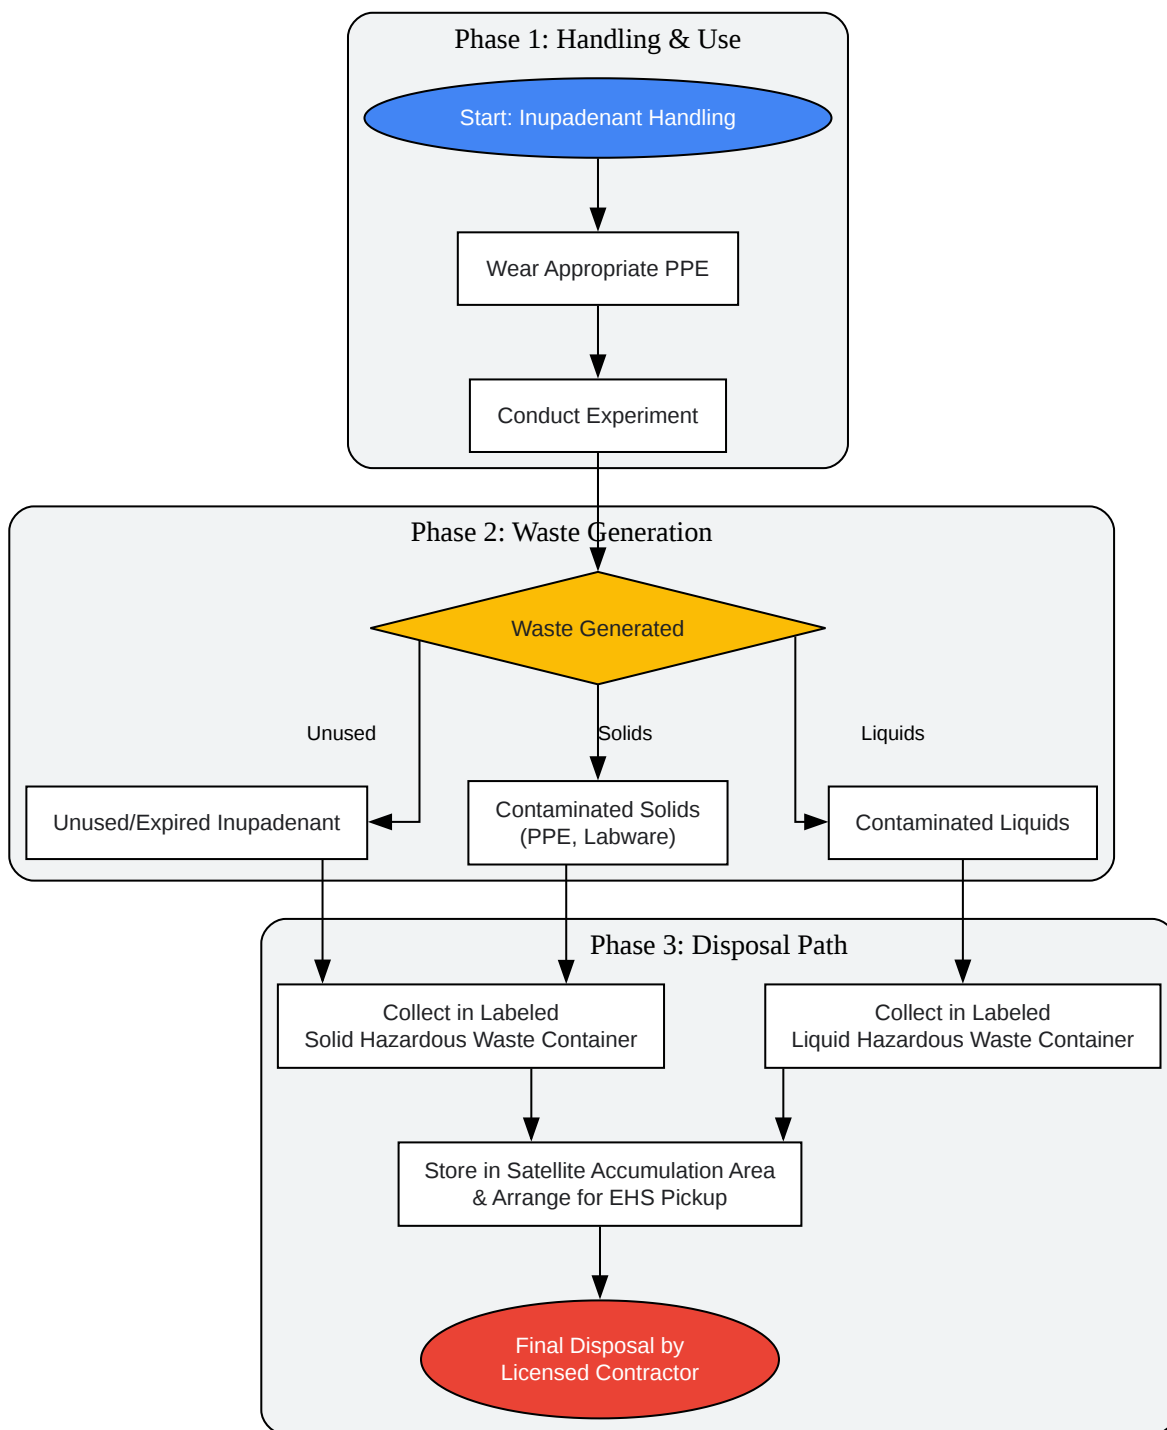 Phase 1: Handling & Use
Start: Inupadenant Handling
Wear Appropriate PPE
Conduct Experiment
Phase 2: Waste Generation
Waste Generated
Unused
Solids
Liquids
Unused/Expired Inupadenant
Contaminated Solids
(PPE, Labware)
Contaminated Liquids
Phase 3: Disposal Path
Collect in Labeled
Solid Hazardous Waste Container
Collect in Labeled
Liquid Hazardous Waste Container
Store in Satellite Accumulation Area
& Arrange for EHS Pickup
Final Disposal by
Licensed Contractor